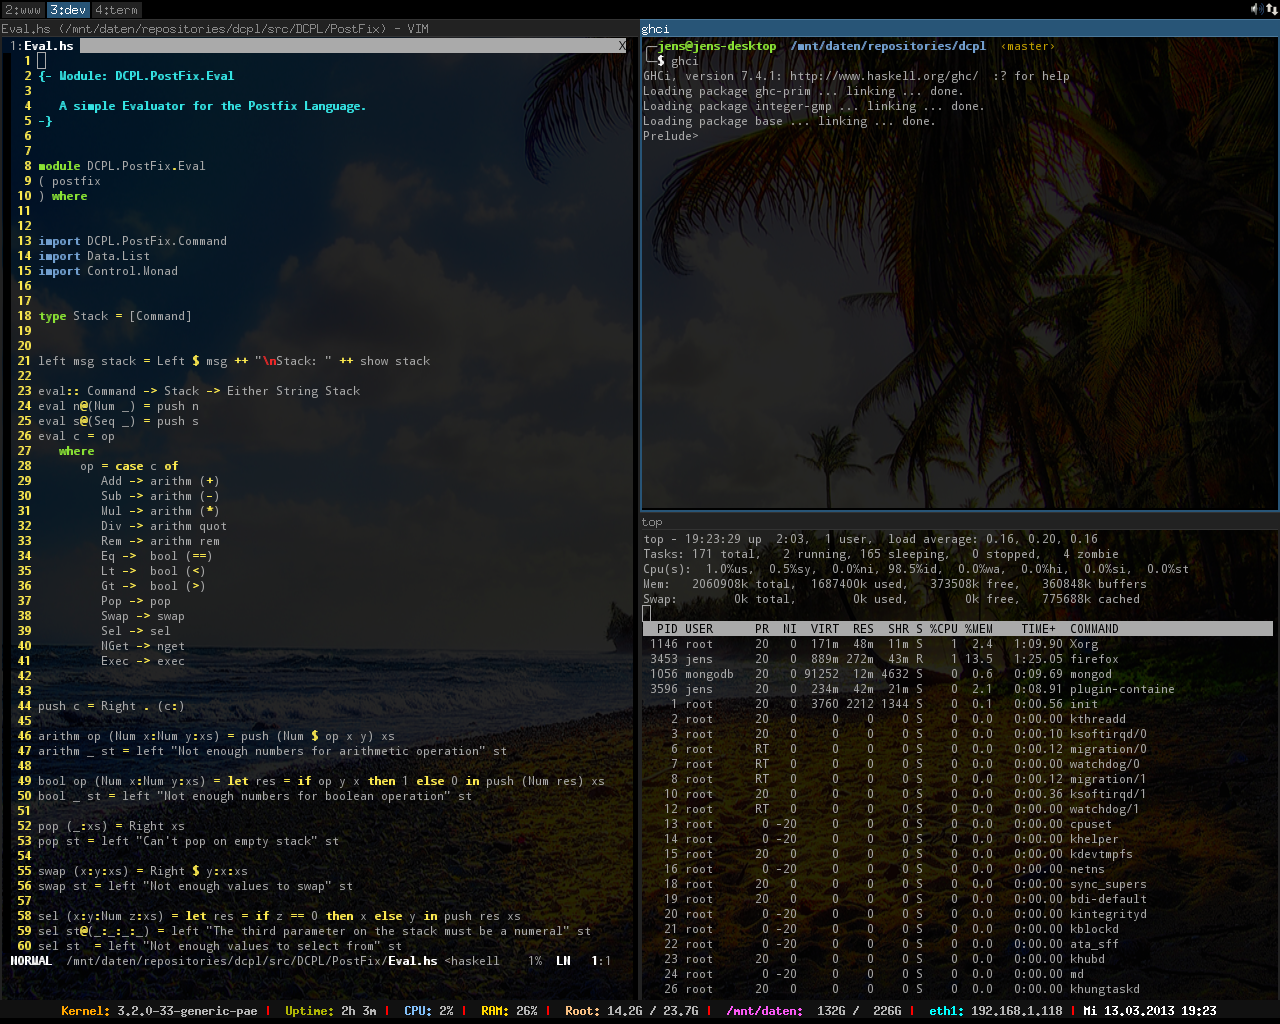 2:www 3:dev 4:term
Eval.hs (/mnt/daten/repositories/dcpl/src/DCPL/PostFix) - VIM
1:Eval.hs X
1
2 {- Module: DCPL.PostFix.Eval
3
4    A simple Evaluator for the Postfix Language.
5 -}
6
7
8 module DCPL.PostFix.Eval
9 ( postfix
10 ) where
11
12
13 import DCPL.PostFix.Command
14 import Data.List
15 import Control.Monad
16
17
18 type Stack = [Command]
19
20
21 left msg stack = Left $ msg ++ "\nStack: " ++ show stack
22
23 eval:: Command -> Stack -> Either String Stack
24 eval n@(Num _) = push n
25 eval s@(Seq _) = push s
26 eval c = op
27    where
28       op = case c of
29          Add -> arithm (+)
30          Sub -> arithm (-)
31          Mul -> arithm (*)
32          Div -> arithm quot
33          Rem -> arithm rem
34          Eq ->  bool (==)
35          Lt ->  bool (<)
36          Gt ->  bool (>)
37          Pop -> pop
38          Swap -> swap
39          Sel -> sel
40          NGet -> nget
41          Exec -> exec
42
43
44 push c = Right . (c:)
45
46 arithm op (Num x:Num y:xs) = push (Num $ op x y) xs
47 arithm _ st = left "Not enough numbers for arithmetic operation" st
48
49 bool op (Num x:Num y:xs) = let res = if op y x then 1 else 0 in push (Num res) xs
50 bool _ st = left "Not enough numbers for boolean operation" st
51
52 pop (_:xs) = Right xs
53 pop st = left "Can't pop on empty stack" st
54
55 swap (x:y:xs) = Right $ y:x:xs
56 swap st = left "Not enough values to swap" st
57
58 sel (x:y:Num z:xs) = let res = if z == 0 then x else y in push res xs
59 sel st@(_:_:_:_) = left "The third parameter on the stack must be a numeral" st
60 sel st  = left "Not enough values to select from" st
NORMAL  /mnt/daten/repositories/dcpl/src/DCPL/PostFix/Eval.hs <haskell    1%  LN   1:1
ghci
jens@jens-desktop  /mnt/daten/repositories/dcpl  ‹master›
$ ghci
GHCi, version 7.4.1: http://www.haskell.org/ghc/  :? for help
Loading package ghc-prim ... linking ... done.
Loading package integer-gmp ... linking ... done.
Loading package base ... linking ... done.
Prelude>
top
top - 19:23:29 up  2:03,  1 user,  load average: 0.16, 0.20, 0.16
Tasks: 171 total,   2 running, 165 sleeping,   0 stopped,   4 zombie
Cpu(s):  1.0%us,  0.5%sy,  0.0%ni, 98.5%id,  0.0%wa,  0.0%hi,  0.0%si,  0.0%st
Mem:   2060908k total,  1687400k used,   373508k free,   360848k buffers
Swap:        0k total,        0k used,        0k free,   775688k cached
PID USER      PR  NI  VIRT  RES  SHR S %CPU %MEM    TIME+  COMMAND
1146 root      20   0  171m  48m  11m S    1  2.4   1:09.90 Xorg
3453 jens      20   0  889m 272m  43m R    1 13.5   1:25.05 firefox
1056 mongodb   20   0 91252  12m 4632 S    0  0.6   0:09.69 mongod
3596 jens      20   0  234m  42m  21m S    0  2.1   0:08.91 plugin-containe
1 root      20   0  3760 2212 1344 S    0  0.1   0:00.56 init
2 root      20   0     0    0    0 S    0  0.0   0:00.00 kthreadd
3 root      20   0     0    0    0 S    0  0.0   0:00.10 ksoftirqd/0
6 root      RT   0     0    0    0 S    0  0.0   0:00.12 migration/0
7 root      RT   0     0    0    0 S    0  0.0   0:00.00 watchdog/0
8 root      RT   0     0    0    0 S    0  0.0   0:00.12 migration/1
10 root      20   0     0    0    0 S    0  0.0   0:00.36 ksoftirqd/1
12 root      RT   0     0    0    0 S    0  0.0   0:00.00 watchdog/1
13 root       0 -20     0    0    0 S    0  0.0   0:00.00 cpuset
14 root       0 -20     0    0    0 S    0  0.0   0:00.00 khelper
15 root      20   0     0    0    0 S    0  0.0   0:00.00 kdevtmpfs
16 root       0 -20     0    0    0 S    0  0.0   0:00.00 netns
18 root      20   0     0    0    0 S    0  0.0   0:00.00 sync_supers
19 root      20   0     0    0    0 S    0  0.0   0:00.00 bdi-default
20 root       0 -20     0    0    0 S    0  0.0   0:00.00 kintegrityd
21 root       0 -20     0    0    0 S    0  0.0   0:00.00 kblockd
22 root       0 -20     0    0    0 S    0  0.0   0:00.00 ata_sff
23 root      20   0     0    0    0 S    0  0.0   0:00.00 khubd
24 root       0 -20     0    0    0 S    0  0.0   0:00.00 md
26 root      20   0     0    0    0 S    0  0.0   0:00.00 khungtaskd
Kernel: 3.2.0-33-generic-pae | Uptime: 2h 3m | CPU: 2% | RAM: 26% | Root: 14.2G / 23.7G | /mnt/daten:  132G /  226G | eth1: 192.168.1.118 | Mi 13.03.2013 19:23